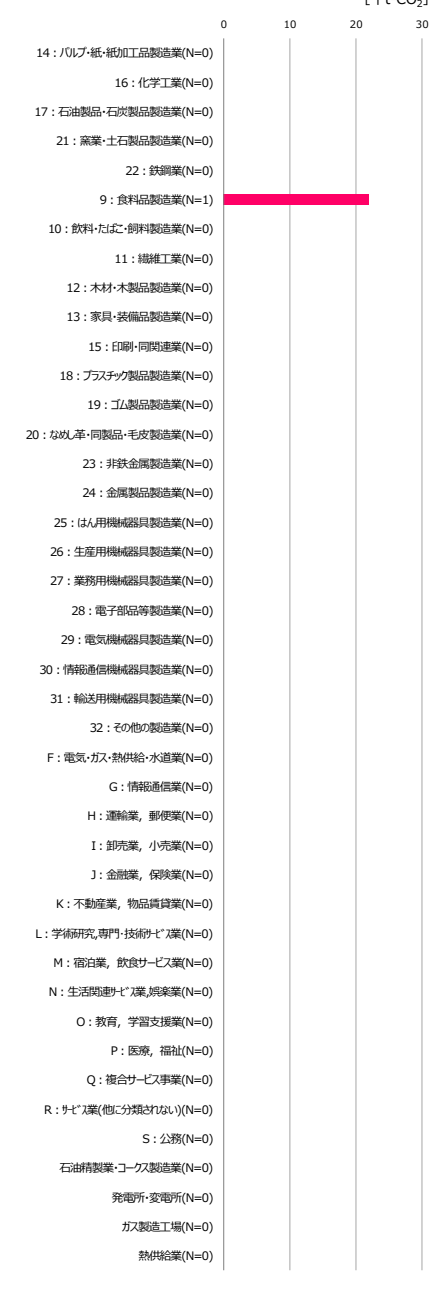 [千t-CO₂]
0 10 20 30
14：パルプ・紙・紙加工品製造業(N=0)
16：化学工業(N=0)
17：石油製品・石炭製品製造業(N=0)
21：窯業・土石製品製造業(N=0)
22：鉄鋼業(N=0)
9：食料品製造業(N=1)
10：飲料・たばこ・飼料製造業(N=0)
11：繊維工業(N=0)
12：木材・木製品製造業(N=0)
13：家具・装備品製造業(N=0)
15：印刷・同関連業(N=0)
18：プラスチック製品製造業(N=0)
19：ゴム製品製造業(N=0)
20：なめし革・同製品・毛皮製造業(N=0)
23：非鉄金属製造業(N=0)
24：金属製品製造業(N=0)
25：はん用機械器具製造業(N=0)
26：生産用機械器具製造業(N=0)
27：業務用機械器具製造業(N=0)
28：電子部品等製造業(N=0)
29：電気機械器具製造業(N=0)
30：情報通信機械器具製造業(N=0)
31：輸送用機械器具製造業(N=0)
32：その他の製造業(N=0)
F：電気・ガス・熱供給・水道業(N=0)
G：情報通信業(N=0)
H：運輸業，郵便業(N=0)
I：卸売業，小売業(N=0)
J：金融業，保険業(N=0)
K：不動産業，物品賃貸業(N=0)
L：学術研究,専門・技術ｻｰﾋﾞｽ業(N=0)
M：宿泊業，飲食サービス業(N=0)
N：生活関連ｻｰﾋﾞｽ業,娯楽業(N=0)
O：教育，学習支援業(N=0)
P：医療，福祉(N=0)
Q：複合サービス事業(N=0)
R：ｻｰﾋﾞｽ業(他に分類されない)(N=0)
S：公務(N=0)
石油精製業・コークス製造業(N=0)
発電所・変電所(N=0)
ガス製造工場(N=0)
熱供給業(N=0)